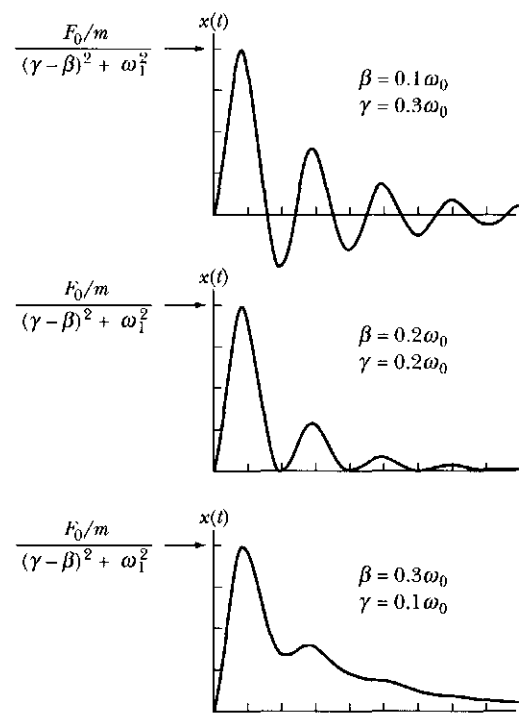 x(t)
F₀/m
(γ – β)² + ω₁²
β = 0.1ω₀
γ = 0.3ω₀
x(t)
F₀/m
(γ – β)² + ω₁²
β = 0.2ω₀
γ = 0.2ω₀
x(t)
F₀/m
(γ – β)² + ω₁²
β = 0.3ω₀
γ = 0.1ω₀